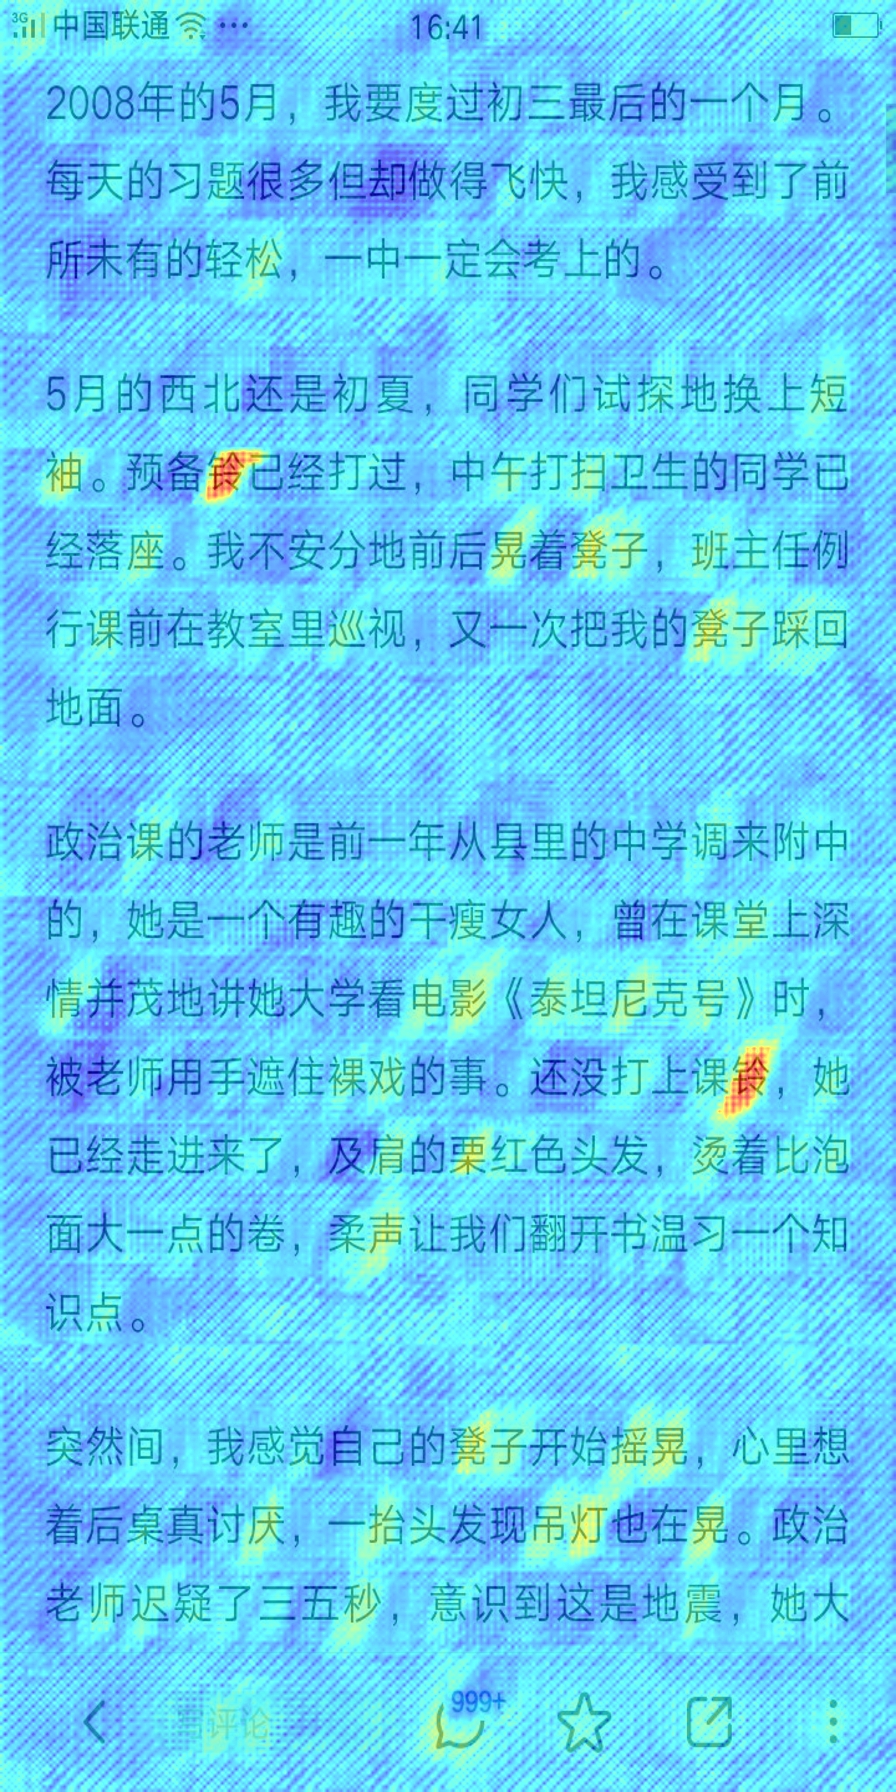 3G 中国联通 ··· 16:41
2008年的5月，我要度过初三最后的一个月。
每天的习题很多但却做得飞快，我感受到了前
所未有的轻松，一中一定会考上的。
5月的西北还是初夏，同学们试探地换上短
袖。预备铃已经打过，中午打扫卫生的同学已
经落座。我不安分地前后晃着凳子，班主任例
行课前在教室里巡视，又一次把我的凳子踩回
地面。
政治课的老师是前一年从县里的中学调来附中
的，她是一个有趣的干瘦女人，曾在课堂上深
情并茂地讲她大学看电影《泰坦尼克号》时，
被老师用手遮住裸戏的事。还没打上课铃，她
已经走进来了，及肩的栗红色头发，烫着比泡
面大一点的卷，柔声让我们翻开书温习一个知
识点。
突然间，我感觉自己的凳子开始摇晃，心里想
着后桌真讨厌，一抬头发现吊灯也在晃。政治
老师迟疑了三五秒，意识到这是地震，她大
写评论 999+